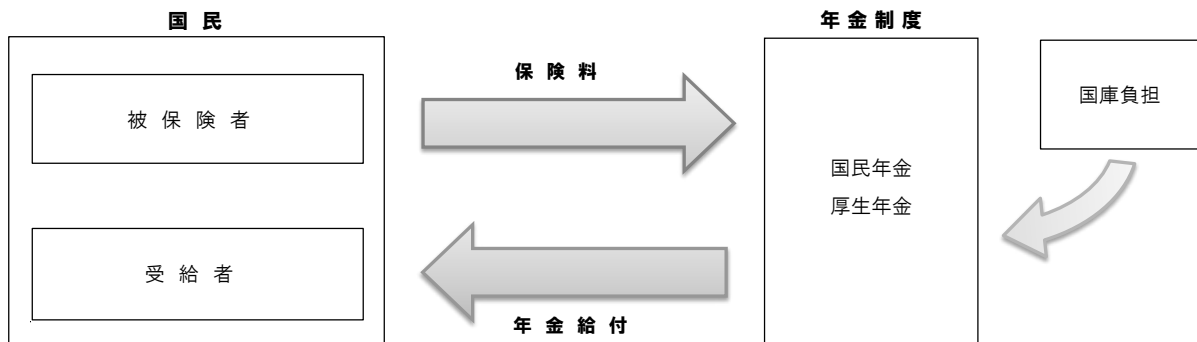 国民
被保険者
受給者
保険料
年金給付
年金制度
国民年金
厚生年金
国庫負担